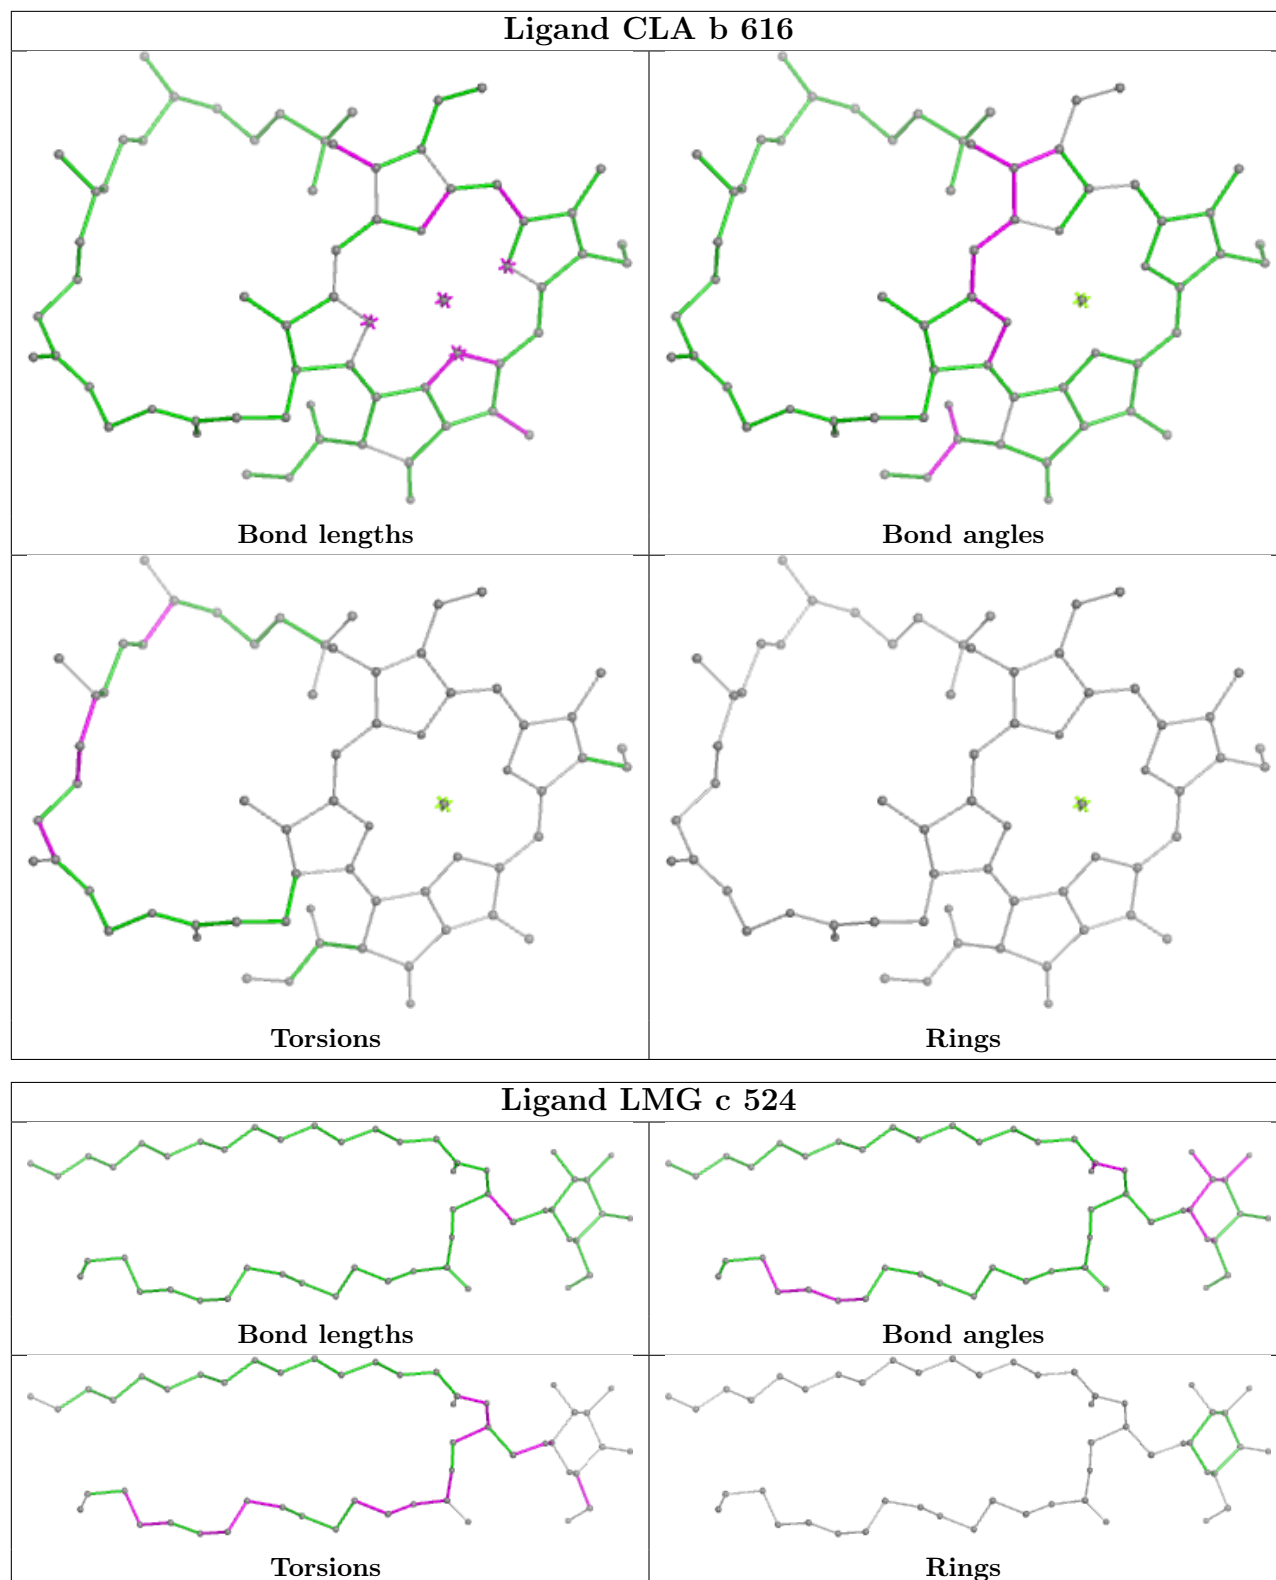 Ligand CLA b 616
Bond lengths
Bond angles
Torsions
Rings
Ligand LMG c 524
Bond lengths
Bond angles
Torsions
Rings